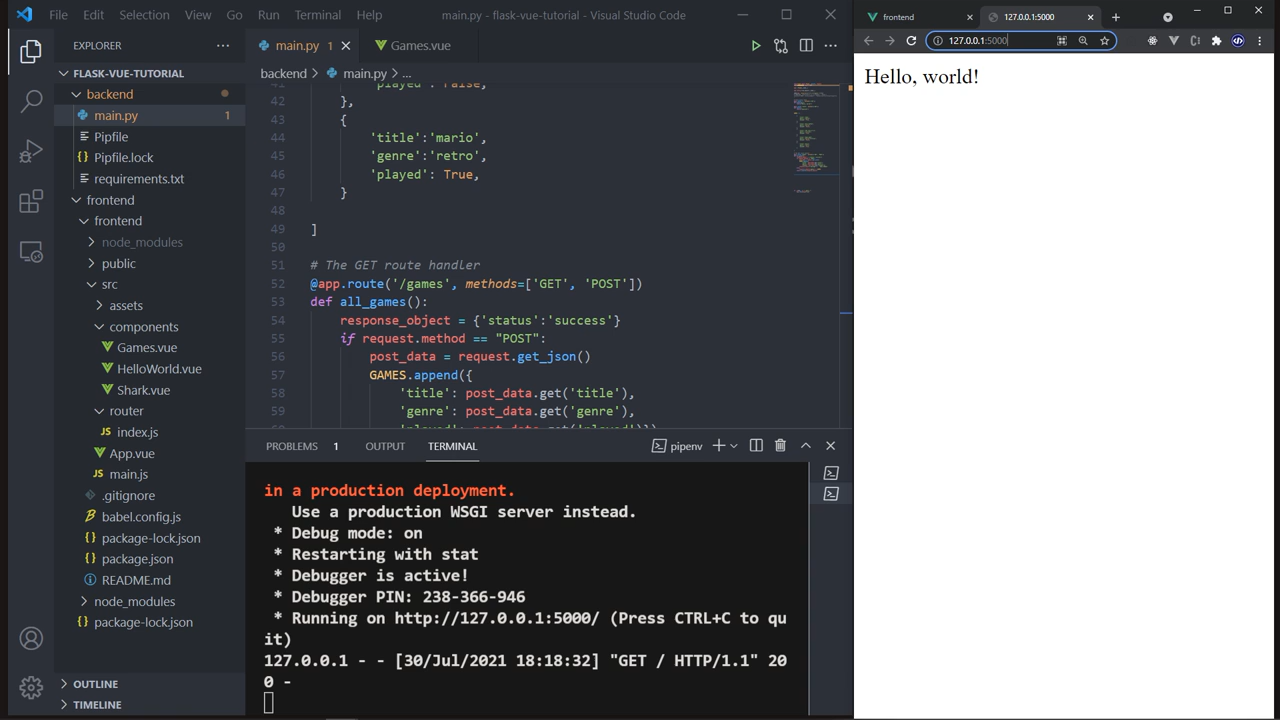 File Edit Selection View Go Run Terminal Help main.py - flask-vue-tutorial - Visual Studio Code
EXPLORER
FLASK-VUE-TUTORIAL
backend
main.py 1
Pipfile
Pipfile.lock
requirements.txt
frontend
frontend
node_modules
public
src
assets
components
Games.vue
HelloWorld.vue
Shark.vue
router
JS index.js
App.vue
JS main.js
.gitignore
babel.config.js
{} package-lock.json
{} package.json
README.md
node_modules
package-lock.json
OUTLINE
TIMELINE
main.py 1 Games.vue
backend > main.py > ...
41 'played': False,
42 },
43 {
44 'title':'mario',
45 'genre':'retro',
46 'played': True,
47 }
48
49 ]
50
51 # The GET route handler
52 @app.route('/games', methods=['GET', 'POST'])
53 def all_games():
54 response_object = {'status':'success'}
55 if request.method == "POST":
56 post_data = request.get_json()
57 GAMES.append({
58 'title': post_data.get('title'),
59 'genre': post_data.get('genre'),
PROBLEMS 1 OUTPUT TERMINAL pipenv
in a production deployment.
Use a production WSGI server instead.
* Debug mode: on
* Restarting with stat
* Debugger is active!
* Debugger PIN: 238-366-946
* Running on http://127.0.0.1:5000/ (Press CTRL+C to qu
it)
127.0.0.1 - - [30/Jul/2021 18:18:32] "GET / HTTP/1.1" 20
0 -
frontend 127.0.0.1:5000
127.0.0.1:5000
Hello, world!